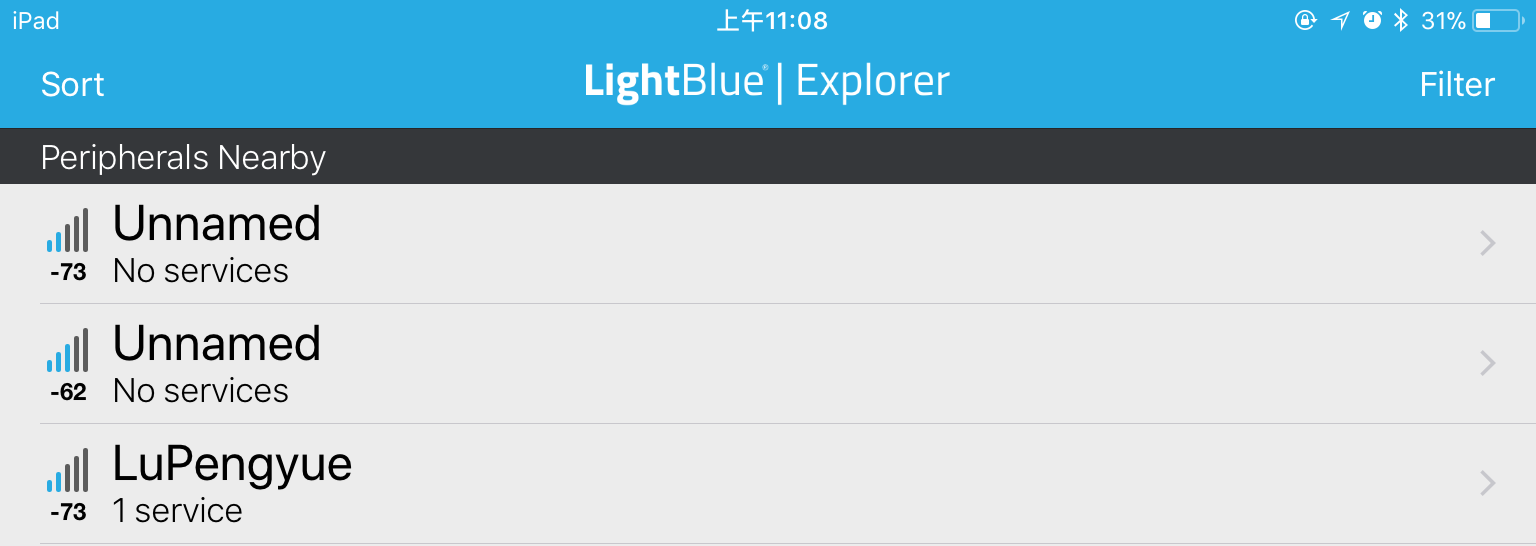 iPad 上午11:08 31%
Sort LightBlue® | Explorer Filter
Peripherals Nearby
Unnamed
-73 No services
Unnamed
-62 No services
LuPengyue
-73 1 service